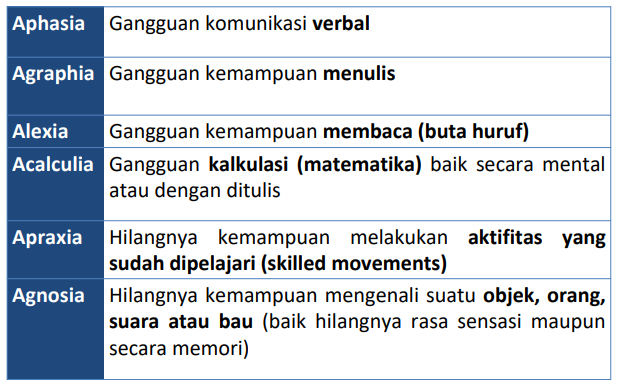 Aphasia Gangguan komunikasi verbal
Agraphia Gangguan kemampuan menulis
Alexia Gangguan kemampuan membaca (buta huruf)
Acalculia Gangguan kalkulasi (matematika) baik secara mental
atau dengan ditulis
Apraxia Hilangnya kemampuan melakukan aktifitas yang
sudah dipelajari (skilled movements)
Agnosia Hilangnya kemampuan mengenali suatu objek, orang,
suara atau bau (baik hilangnya rasa sensasi maupun
secara memori)